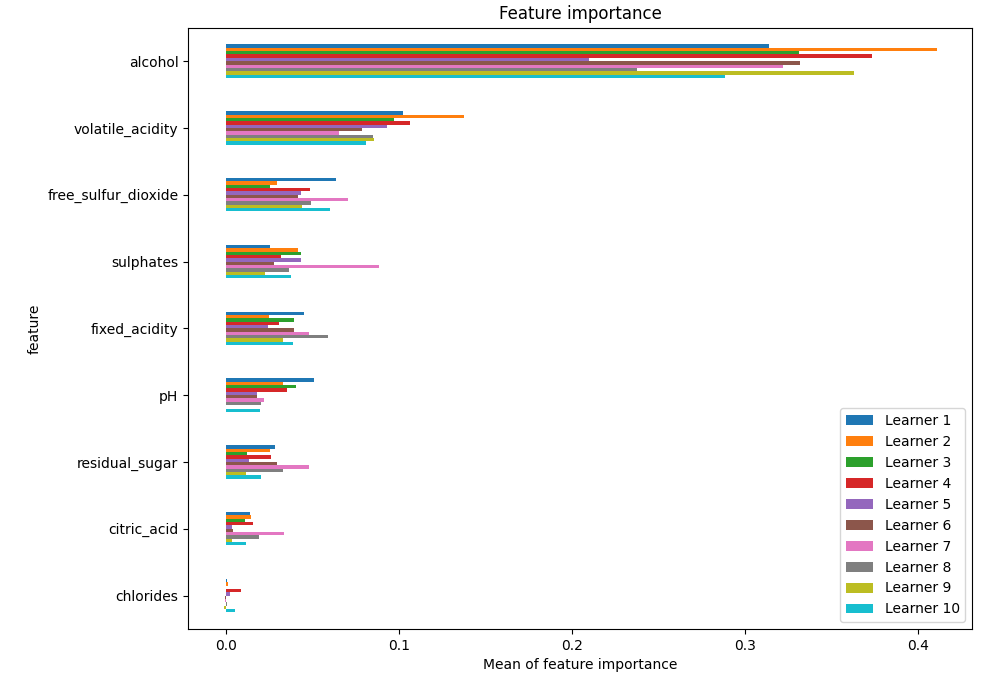 Feature importance
feature
alcohol
volatile_acidity
free_sulfur_dioxide
sulphates
fixed_acidity
pH
residual_sugar
citric_acid
chlorides
Learner 1
Learner 2
Learner 3
Learner 4
Learner 5
Learner 6
Learner 7
Learner 8
Learner 9
Learner 10
0.0 0.1 0.2 0.3 0.4
Mean of feature importance